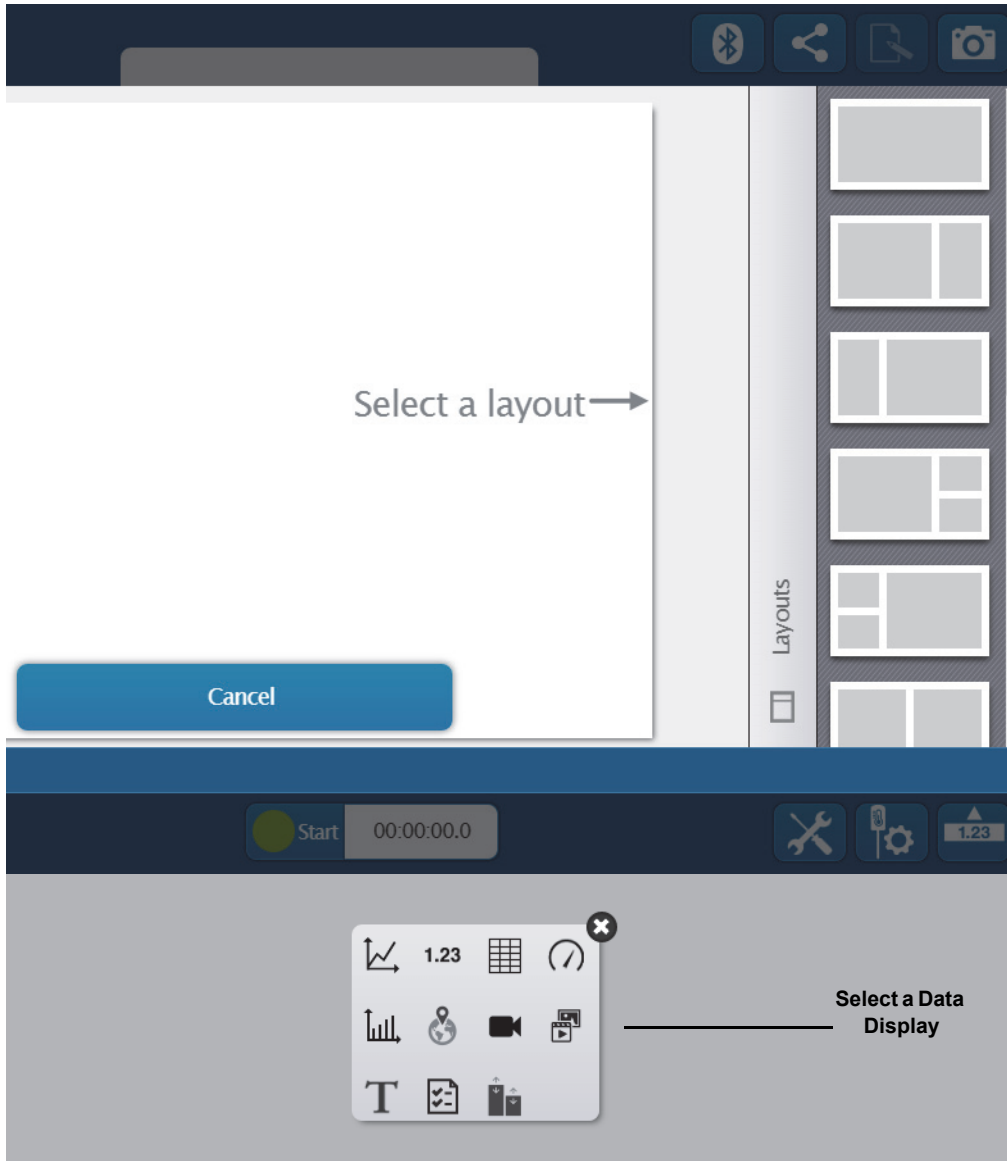 Select a layout
Layouts
Cancel
Start
00:00:00.0
1.23
1.23
Select a Data
Display
T